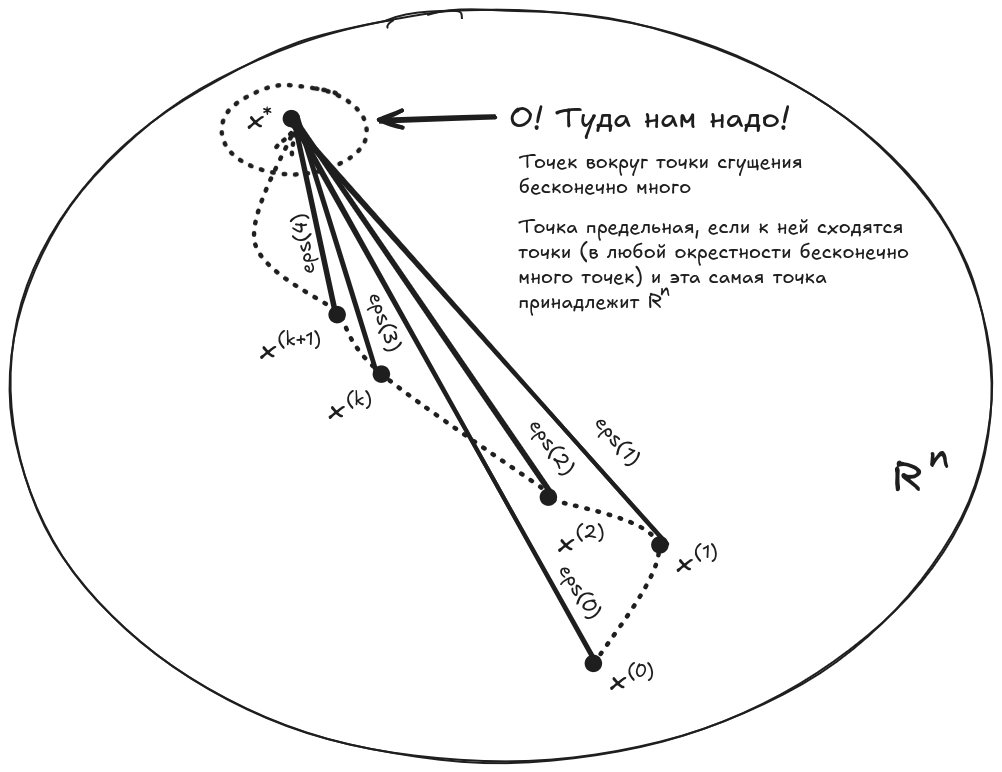 x*
О! Туда нам надо!
Точек вокруг точки сгущения
бесконечно много
Точка предельная, если к ней сходятся
точки (в любой окрестности бесконечно
много точек) и эта самая точка
принадлежит R^n
eps(4)
eps(3)
x^(k+1)
x^(k)
eps(2)
eps(1)
R^n
x^(2)
x^(1)
eps(0)
x^(0)